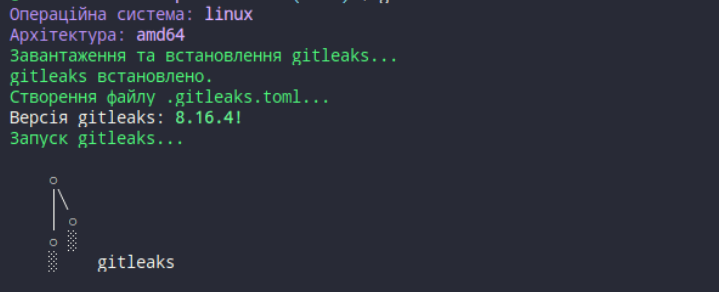 Операційна система: linux
Архітектура: amd64
Завантаження та встановлення gitleaks...
gitleaks встановлено.
Створення файлу .gitleaks.toml...
Версія gitleaks: 8.16.4!
Запуск gitleaks...
gitleaks